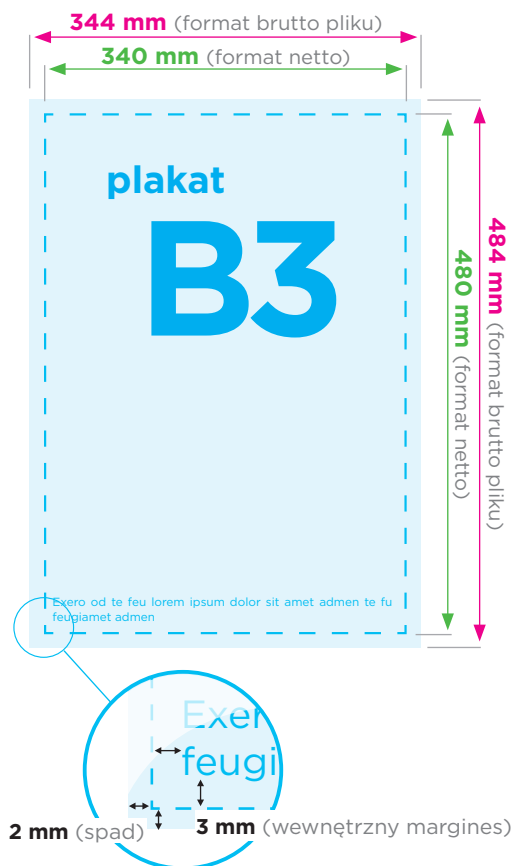 344 mm (format brutto pliku)
340 mm (format netto)
plakat
B3
480 mm (format netto)
484 mm (format brutto pliku)
Exero od te feu lorem ipsum dolor sit amet admen te fu
feugiamet admen
Exer
feugi
2 mm (spad)
3 mm (wewnętrzny margines)